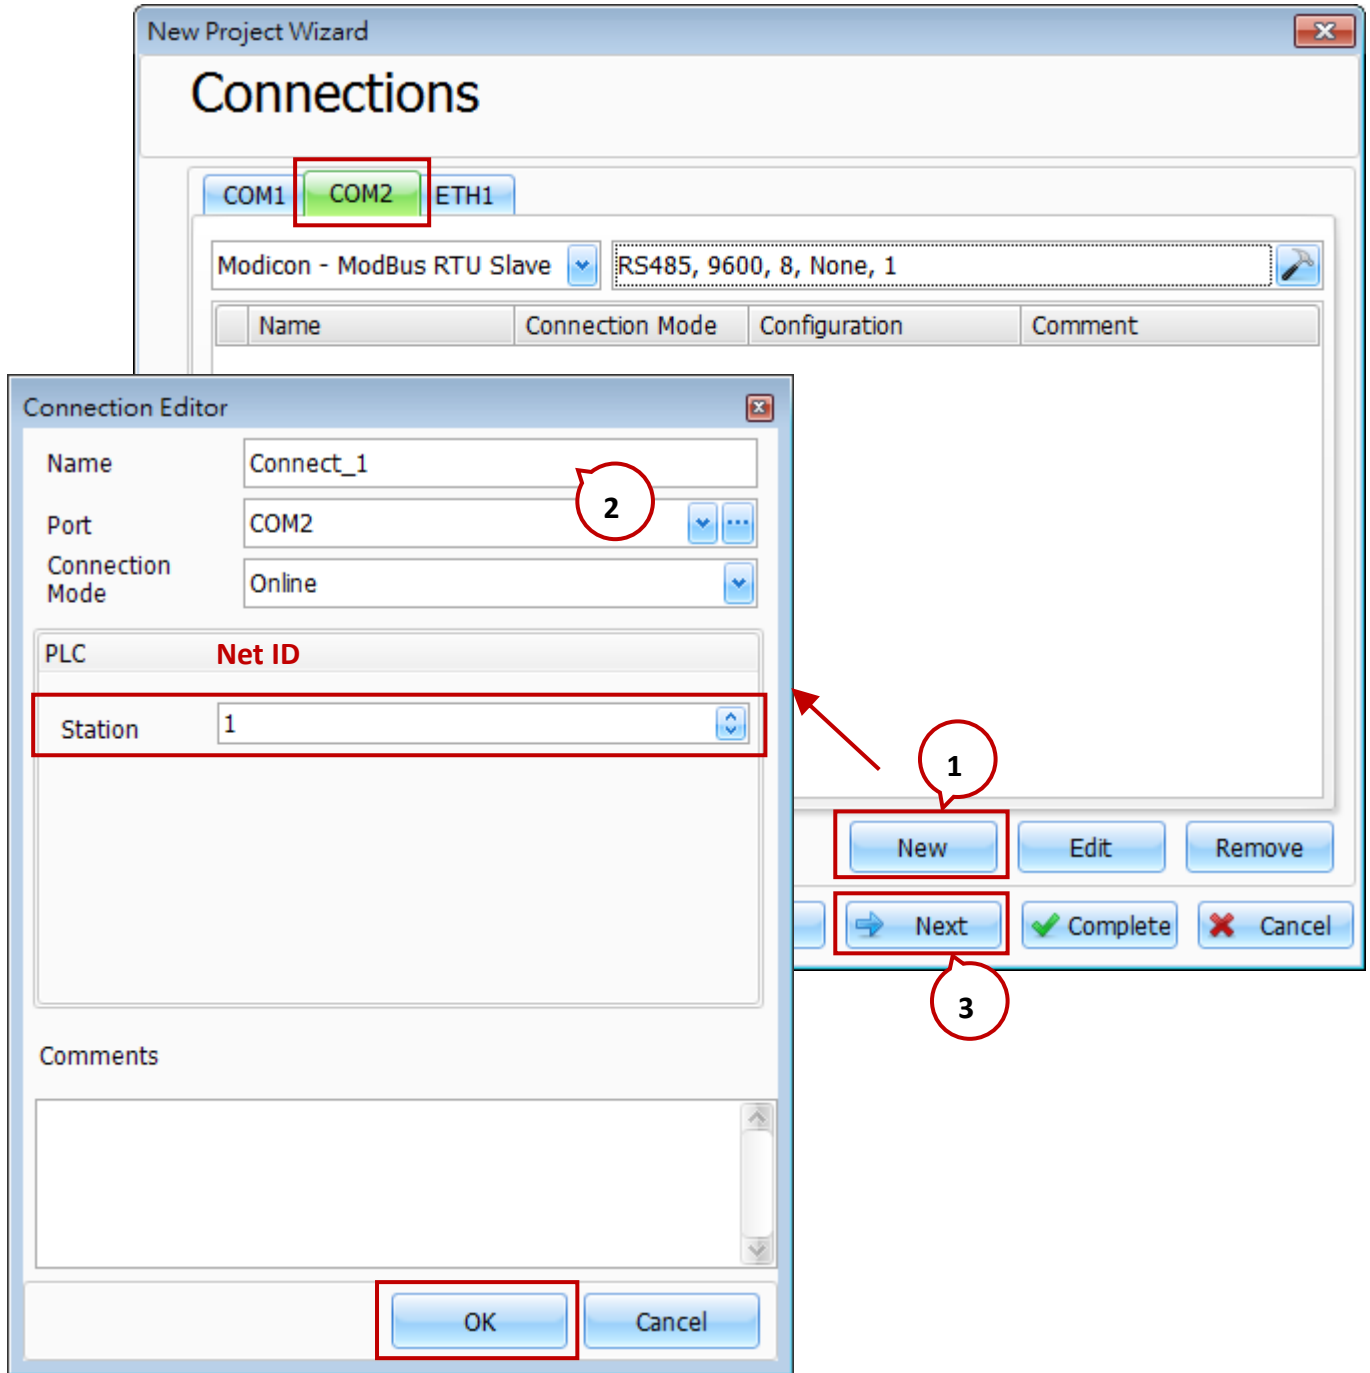 New Project Wizard
Connections
COM1 COM2 ETH1
Modicon - ModBus RTU Slave RS485, 9600, 8, None, 1
Name Connection Mode Configuration Comment
Connection Editor
Name Connect_1
2
Port COM2
Connection
Mode
Online
PLC Net ID
Station 1
1
New Edit Remove
Next Complete Cancel
3
Comments
OK Cancel